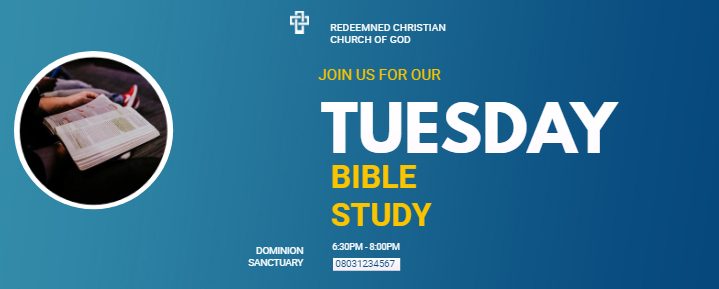 REDEEMNED CHRISTIAN
CHURCH OF GOD
JOIN US FOR OUR
TUESDAY
BIBLE
STUDY
6:30PM - 8:00PM
DOMINION
SANCTUARY
08031234567